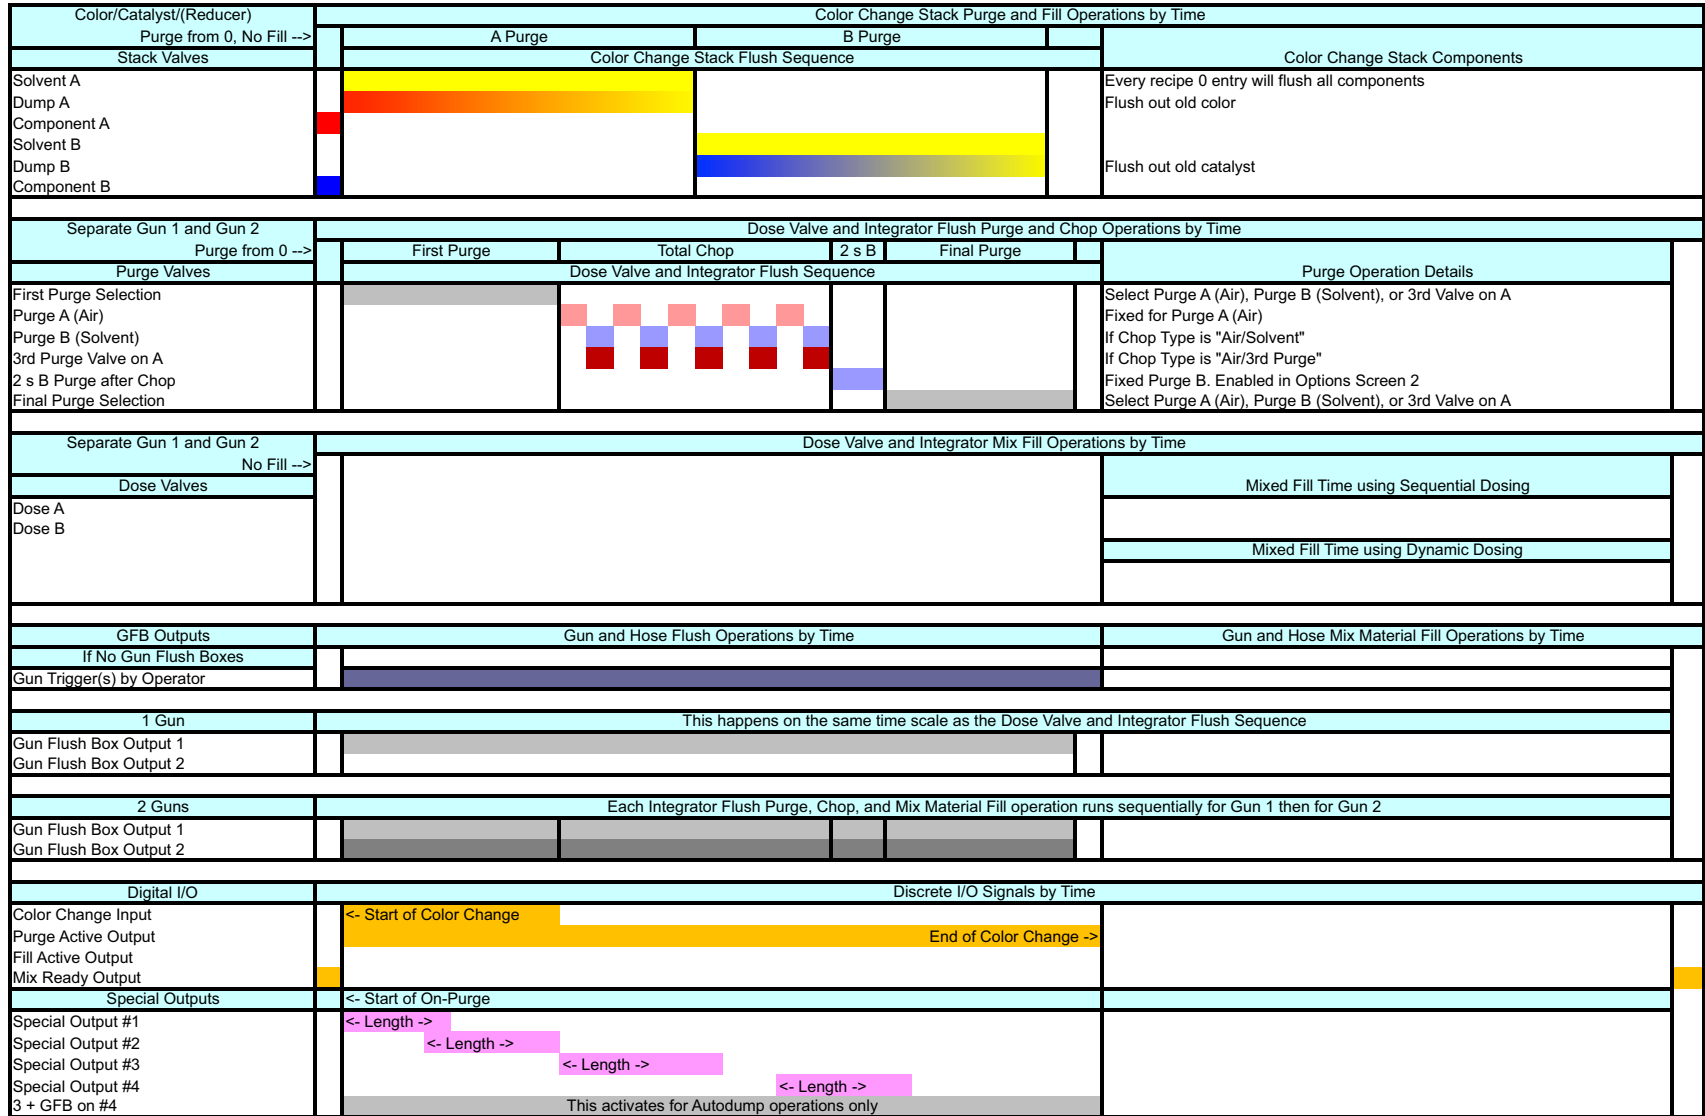 Color/Catalyst/(Reducer)
Color Change Stack Purge and Fill Operations by Time
Purge from 0, No Fill -->
A Purge
B Purge
Stack Valves
Color Change Stack Flush Sequence
Color Change Stack Components
Solvent A
Every recipe 0 entry will flush all components
Dump A
Flush out old color
Component A
Solvent B
Dump B
Flush out old catalyst
Component B
Separate Gun 1 and Gun 2
Dose Valve and Integrator Flush Purge and Chop Operations by Time
Purge from 0 -->
First Purge
Total Chop
2 s B
Final Purge
Purge Valves
Dose Valve and Integrator Flush Sequence
Purge Operation Details
First Purge Selection
Select Purge A (Air), Purge B (Solvent), or 3rd Valve on A
Purge A (Air)
Fixed for Purge A (Air)
Purge B (Solvent)
If Chop Type is "Air/Solvent"
3rd Purge Valve on A
If Chop Type is "Air/3rd Purge"
2 s B Purge after Chop
Fixed Purge B. Enabled in Options Screen 2
Final Purge Selection
Select Purge A (Air), Purge B (Solvent), or 3rd Valve on A
Separate Gun 1 and Gun 2
Dose Valve and Integrator Mix Fill Operations by Time
No Fill -->
Dose Valves
Mixed Fill Time using Sequential Dosing
Dose A
Dose B
Mixed Fill Time using Dynamic Dosing
GFB Outputs
Gun and Hose Flush Operations by Time
Gun and Hose Mix Material Fill Operations by Time
If No Gun Flush Boxes
Gun Trigger(s) by Operator
1 Gun
This happens on the same time scale as the Dose Valve and Integrator Flush Sequence
Gun Flush Box Output 1
Gun Flush Box Output 2
2 Guns
Each Integrator Flush Purge, Chop, and Mix Material Fill operation runs sequentially for Gun 1 then for Gun 2
Gun Flush Box Output 1
Gun Flush Box Output 2
Digital I/O
Discrete I/O Signals by Time
Color Change Input
<- Start of Color Change
Purge Active Output
End of Color Change ->
Fill Active Output
Mix Ready Output
Special Outputs
<- Start of On-Purge
Special Output #1
<- Length ->
Special Output #2
<- Length ->
Special Output #3
<- Length ->
Special Output #4
<- Length ->
3 + GFB on #4
This activates for Autodump operations only